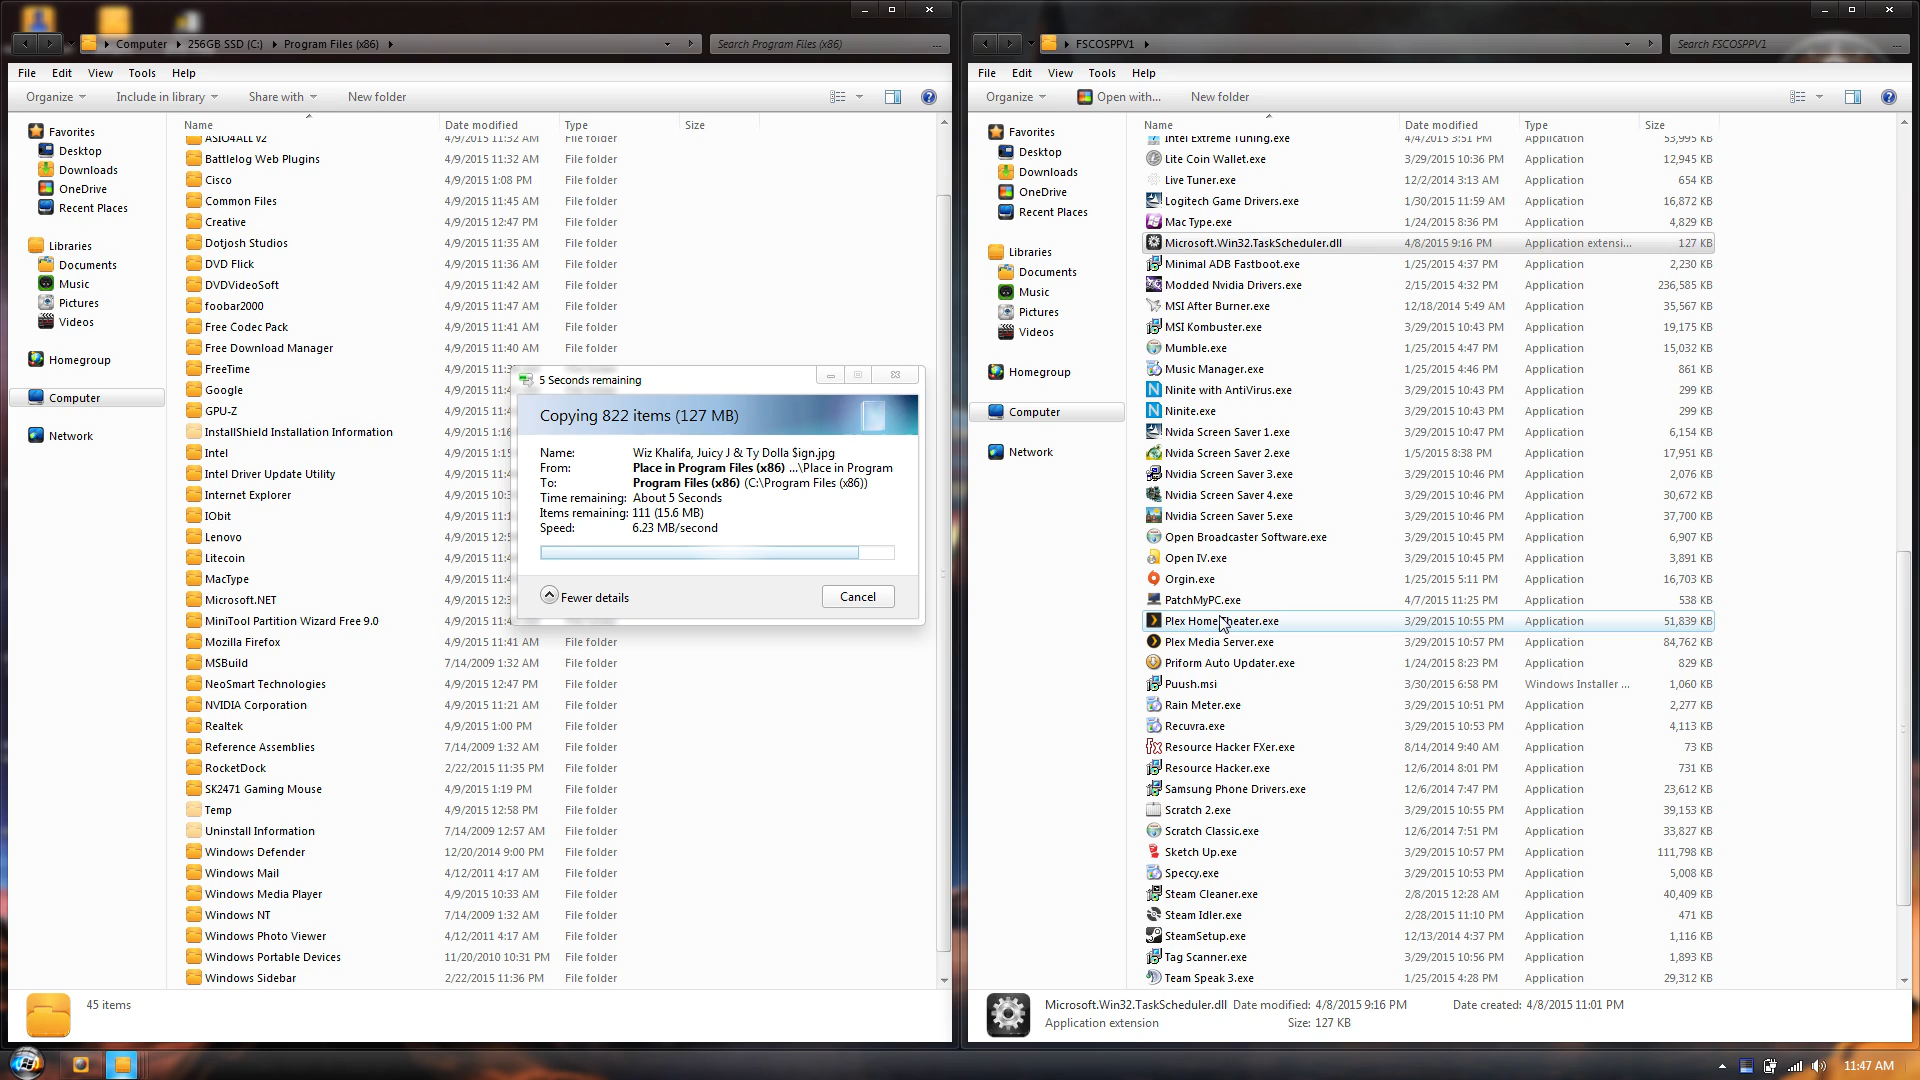 Computer ▸ 256GB SSD (C:) ▸ Program Files (x86) ▸
Search Program Files (x86)
File Edit View Tools Help
Organize Include in library Share with New folder
Favorites
Desktop
Downloads
OneDrive
Recent Places
Libraries
Documents
Music
Pictures
Videos
Homegroup
Computer
Network
Name Date modified Type Size
ASIO4ALL v2 4/9/2015 11:32 AM File folder
Battlelog Web Plugins 4/9/2015 11:32 AM File folder
Cisco 4/9/2015 1:08 PM File folder
Common Files 4/9/2015 11:45 AM File folder
Creative 4/9/2015 12:47 PM File folder
Dotjosh Studios 4/9/2015 11:35 AM File folder
DVD Flick 4/9/2015 11:36 AM File folder
DVDVideoSoft 4/9/2015 11:42 AM File folder
foobar2000 4/9/2015 11:47 AM File folder
Free Codec Pack 4/9/2015 11:41 AM File folder
Free Download Manager 4/9/2015 11:40 AM File folder
FreeTime
Google
GPU-Z
InstallShield Installation Information
Intel
Intel Driver Update Utility
Internet Explorer
IObit
Lenovo
Litecoin
MacType
Microsoft.NET
MiniTool Partition Wizard Free 9.0
Mozilla Firefox 4/9/2015 11:41 AM File folder
MSBuild 7/14/2009 1:32 AM File folder
NeoSmart Technologies 4/9/2015 12:47 PM File folder
NVIDIA Corporation 4/9/2015 11:21 AM File folder
Realtek 4/9/2015 1:00 PM File folder
Reference Assemblies 7/14/2009 1:32 AM File folder
RocketDock 2/22/2015 11:35 PM File folder
SK2471 Gaming Mouse 4/9/2015 1:19 PM File folder
Temp 4/9/2015 12:58 PM File folder
Uninstall Information 7/14/2009 12:57 AM File folder
Windows Defender 12/20/2014 9:00 PM File folder
Windows Mail 4/12/2011 4:17 AM File folder
Windows Media Player 4/9/2015 10:33 AM File folder
Windows NT 7/14/2009 1:32 AM File folder
Windows Photo Viewer 4/12/2011 4:17 AM File folder
Windows Portable Devices 11/20/2010 10:31 PM File folder
Windows Sidebar 2/22/2015 11:36 PM File folder
45 items
5 Seconds remaining
Copying 822 items (127 MB)
Name: Wiz Khalifa, Juicy J & Ty Dolla $ign.jpg
From: Place in Program Files (x86) ...\Place in Program
To: Program Files (x86) (C:\Program Files (x86))
Time remaining: About 5 Seconds
Items remaining: 111 (15.6 MB)
Speed: 6.23 MB/second
Fewer details
Cancel
FSCOSPPV1 ▸
Search FSCOSPPV1
File Edit View Tools Help
Organize Open with... New folder
Favorites
Desktop
Downloads
OneDrive
Recent Places
Libraries
Documents
Music
Pictures
Videos
Homegroup
Computer
Network
Name Date modified Type Size
Intel Extreme Tuning.exe 4/4/2015 3:51 PM Application 53,995 KB
Lite Coin Wallet.exe 3/29/2015 10:36 PM Application 12,945 KB
Live Tuner.exe 12/2/2014 3:13 AM Application 654 KB
Logitech Game Drivers.exe 1/30/2015 11:59 AM Application 16,872 KB
Mac Type.exe 1/24/2015 8:36 PM Application 4,829 KB
Microsoft.Win32.TaskScheduler.dll 4/8/2015 9:16 PM Application extensi... 127 KB
Minimal ADB Fastboot.exe 1/25/2015 4:37 PM Application 2,230 KB
Modded Nvidia Drivers.exe 2/15/2015 4:32 PM Application 236,585 KB
MSI After Burner.exe 12/18/2014 5:49 AM Application 35,567 KB
MSI Kombuster.exe 3/29/2015 10:43 PM Application 19,175 KB
Mumble.exe 1/25/2015 4:47 PM Application 15,032 KB
Music Manager.exe 1/25/2015 4:46 PM Application 861 KB
Ninite with AntiVirus.exe 3/29/2015 10:43 PM Application 299 KB
Ninite.exe 3/29/2015 10:43 PM Application 299 KB
Nvida Screen Saver 1.exe 3/29/2015 10:47 PM Application 6,154 KB
Nvidia Screen Saver 2.exe 1/5/2015 8:38 PM Application 17,951 KB
Nvidia Screen Saver 3.exe 3/29/2015 10:46 PM Application 2,076 KB
Nvidia Screen Saver 4.exe 3/29/2015 10:46 PM Application 30,672 KB
Nvidia Screen Saver 5.exe 3/29/2015 10:46 PM Application 37,700 KB
Open Broadcaster Software.exe 3/29/2015 10:45 PM Application 6,907 KB
Open IV.exe 3/29/2015 10:45 PM Application 3,891 KB
Orgin.exe 1/25/2015 5:11 PM Application 16,703 KB
PatchMyPC.exe 4/7/2015 11:25 PM Application 538 KB
Plex Home Theater.exe 3/29/2015 10:55 PM Application 51,839 KB
Plex Media Server.exe 3/29/2015 10:57 PM Application 84,762 KB
Priform Auto Updater.exe 1/24/2015 8:23 PM Application 829 KB
Puush.msi 3/30/2015 6:58 PM Windows Installer ... 1,060 KB
Rain Meter.exe 3/29/2015 10:51 PM Application 2,277 KB
Recuvra.exe 3/29/2015 10:53 PM Application 4,113 KB
Resource Hacker FXer.exe 8/14/2014 9:40 AM Application 73 KB
Resource Hacker.exe 12/6/2014 8:01 PM Application 731 KB
Samsung Phone Drivers.exe 12/6/2014 7:47 PM Application 23,612 KB
Scratch 2.exe 3/29/2015 10:55 PM Application 39,153 KB
Scratch Classic.exe 12/6/2014 7:51 PM Application 33,827 KB
Sketch Up.exe 3/29/2015 10:57 PM Application 111,798 KB
Speccy.exe 3/29/2015 10:53 PM Application 5,008 KB
Steam Cleaner.exe 2/8/2015 12:28 AM Application 40,409 KB
Steam Idler.exe 2/28/2015 11:10 PM Application 471 KB
SteamSetup.exe 12/13/2014 4:37 PM Application 1,116 KB
Tag Scanner.exe 3/29/2015 10:56 PM Application 1,893 KB
Team Speak 3.exe 1/25/2015 4:28 PM Application 29,312 KB
Microsoft.Win32.TaskScheduler.dll Date modified: 4/8/2015 9:16 PM Date created: 4/8/2015 11:01 PM
Application extension Size: 127 KB
11:47 AM